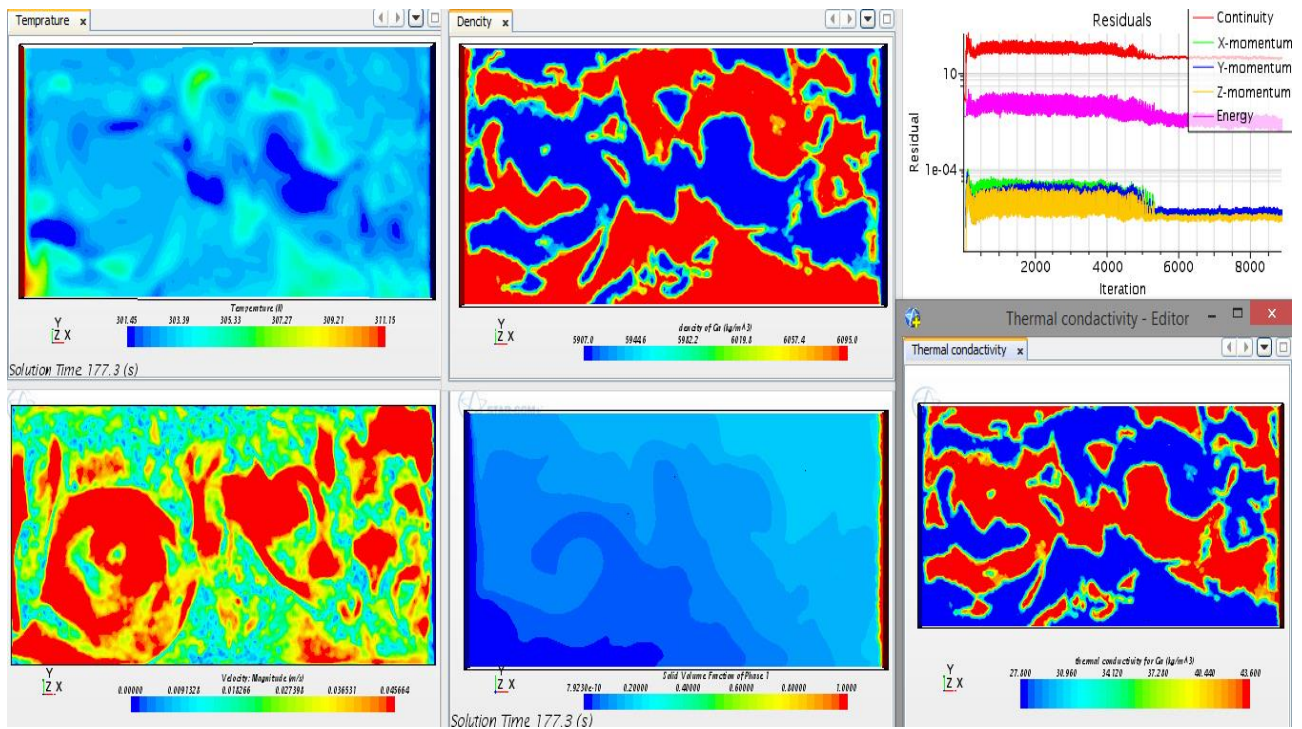 Temprature x
Dencity x
Residuals
Continuity
X-momentum
Y-momentum
Z-momentum
Energy
10
1e-04
Residual
2000 4000 6000 8000
Iteration
Temperature (K)
301.45 303.39 305.33 307.27 309.21 311.15
Y
Z X
Solution Time 177.3 (s)
dencity of Ga (kg/m^3)
5907.0 5944.6 5982.2 6019.8 6057.4 6095.0
Y
Z X
Thermal condactivity - Editor
Thermal condactivity x
Velocity: Magnitude (m/s)
0.00000 0.0091328 0.018266 0.027398 0.036531 0.045664
Y
Z X
Solid Volume Fraction of Phase 1
7.9230e-10 0.20000 0.40000 0.60000 0.80000 1.0000
Y
Z X
Solution Time 177.3 (s)
thermal conductivity for Ga (kg/m^3)
27.800 30.960 34.120 37.280 40.440 43.600
Y
Z X